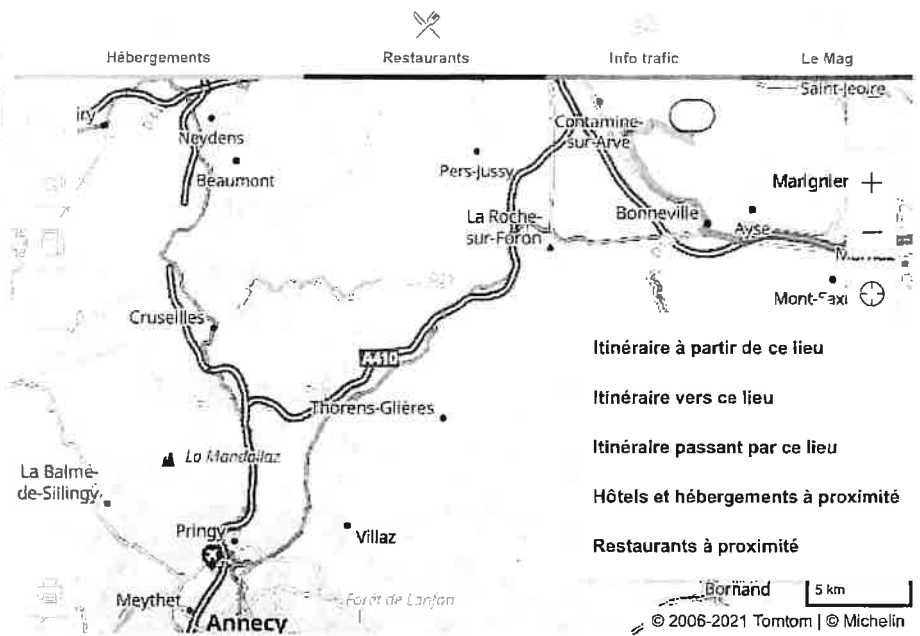 Hébergements
Restaurants
Info trafic
Le Mag
Saint-Jeoire
Neydens
Contamine-
sur-Arve
Beaumont
Pers-Jussy
Marignier
La Roche-
sur-Foron
Bonneville
Ayse
Cruseilles
A410
Itinéraire à partir de ce lieu
Itinéraire vers ce lieu
Thorens-Glières
Itinéraire passant par ce lieu
La Mandallaz
La Balme-
de-Sillingy
Hôtels et hébergements à proximité
Pringy
Villaz
Restaurants à proximité
Meythet
Forêt de Lanfon
Bornand
5 km
Annecy
© 2006-2021 Tomtom | © Michelin